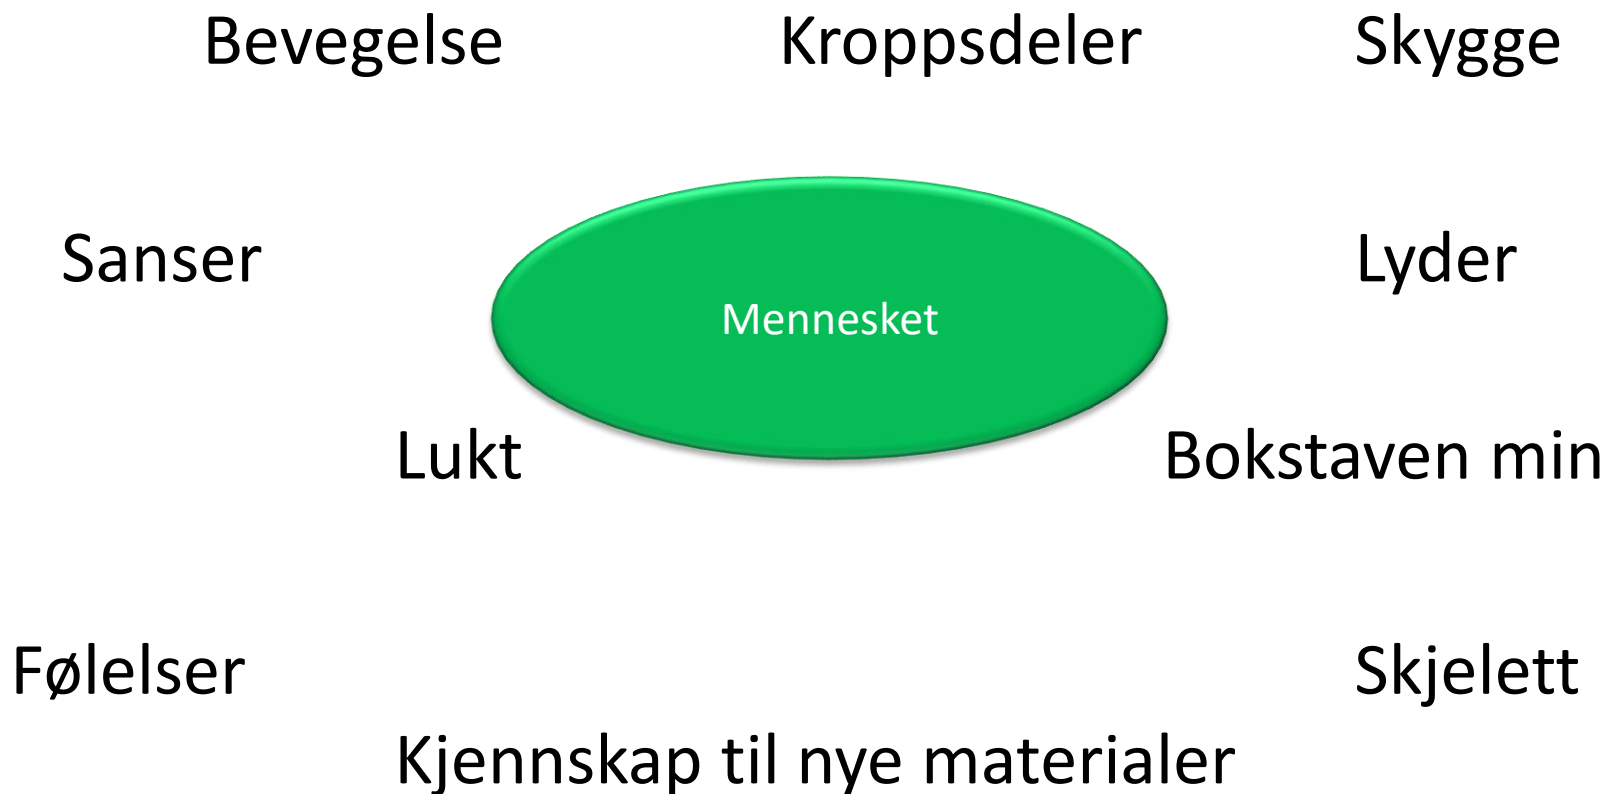 Bevegelse
Kroppsdeler
Skygge
Sanser
Lyder
Mennesket
Lukt
Bokstaven min
Følelser
Skjelett
Kjennskap til nye materialer